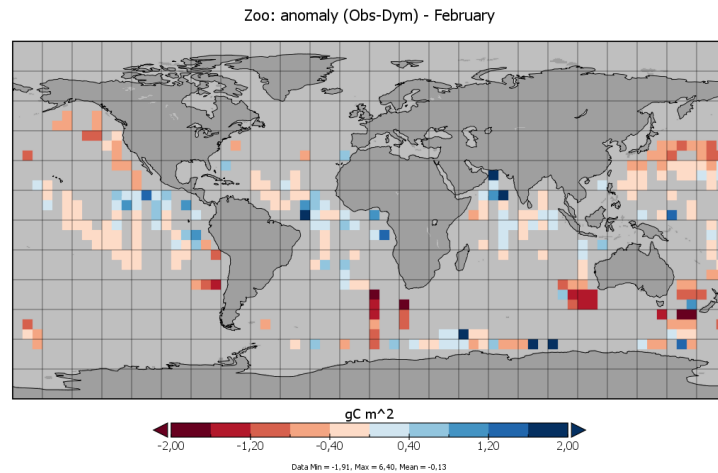 Zoo: anomaly (Obs-Dym) - February
gC m^2
-2,00 -1,20 -0,40 0,40 1,20 2,00
Data Min = -1,91, Max = 6,40, Mean = -0,13